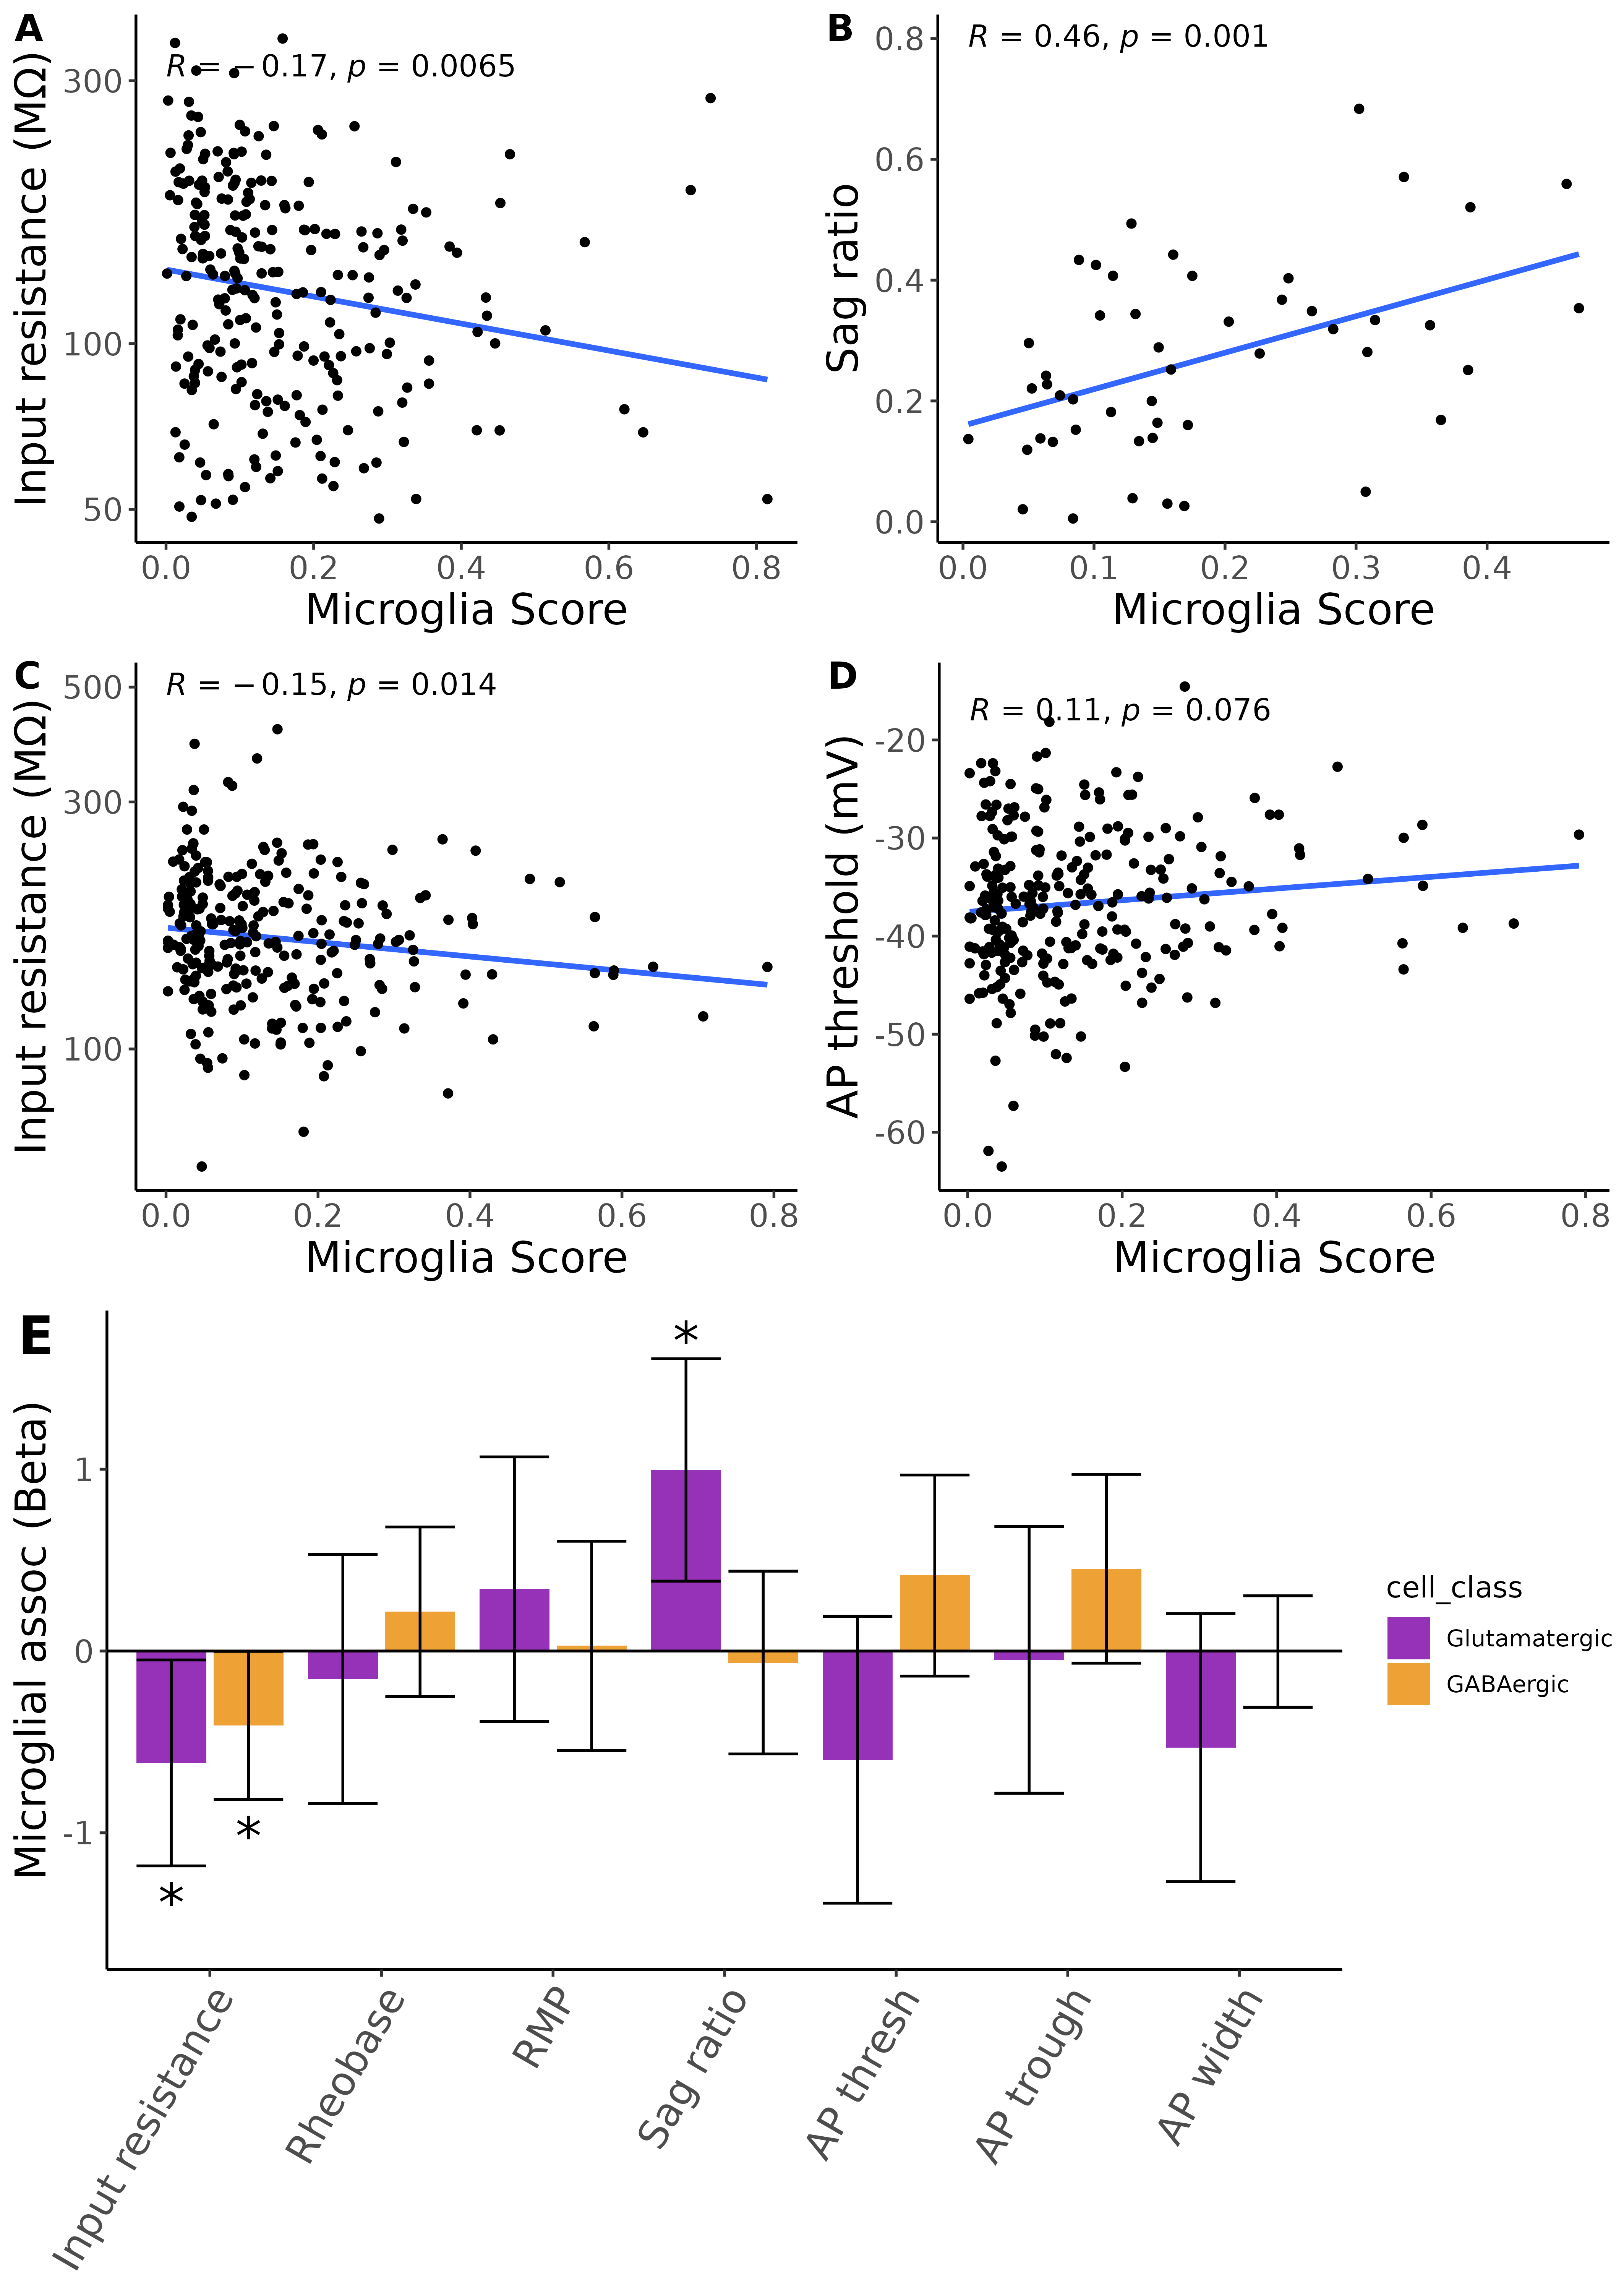 A
R = −0.17, p = 0.0065
Input resistance (MΩ)
300
100
50
0.0 0.2 0.4 0.6 0.8
Microglia Score
B
R = 0.46, p = 0.001
Sag ratio
0.8
0.6
0.4
0.2
0.0
0.0 0.1 0.2 0.3 0.4
Microglia Score
C
R = −0.15, p = 0.014
Input resistance (MΩ)
500
300
100
0.0 0.2 0.4 0.6 0.8
Microglia Score
D
R = 0.11, p = 0.076
AP threshold (mV)
-20
-30
-40
-50
-60
0.0 0.2 0.4 0.6 0.8
Microglia Score
E
Microglial assoc (Beta)
1
0
-1
*
*
*
Input resistance
Rheobase
RMP
Sag ratio
AP thresh
AP trough
AP width
cell_class
Glutamatergic
GABAergic